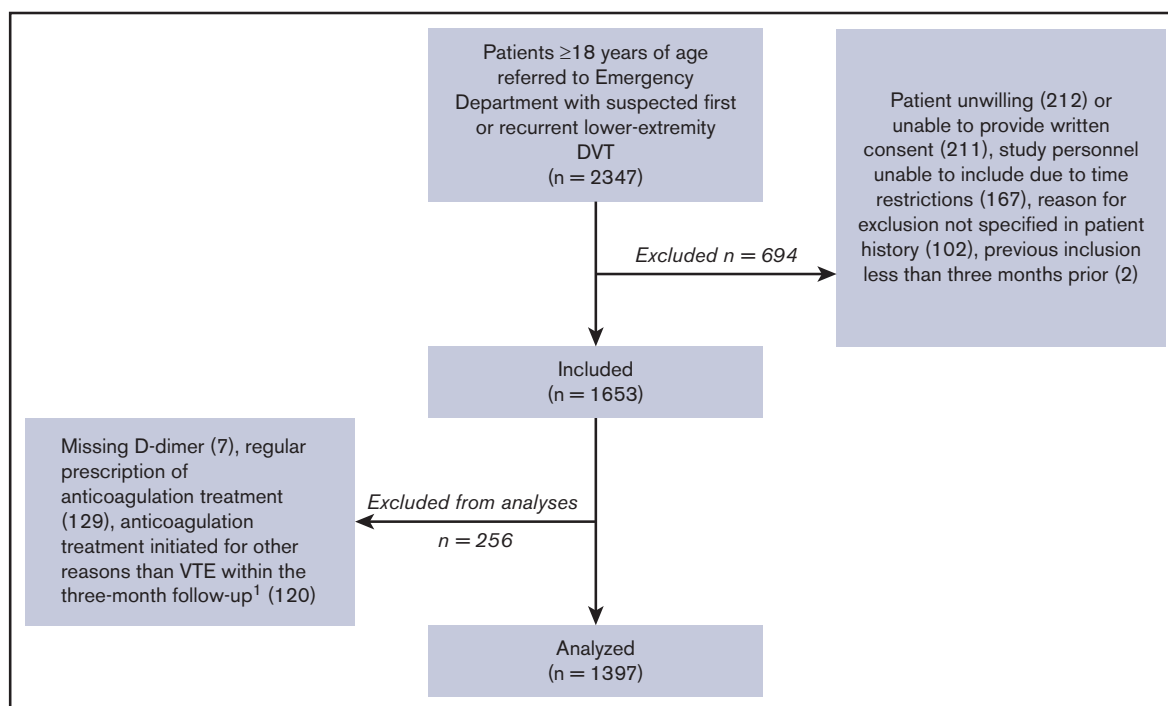 Patients ≥18 years of age
referred to Emergency
Department with suspected first
or recurrent lower-extremity
DVT
(n = 2347)
Patient unwilling (212) or
unable to provide written
consent (211), study personnel
unable to include due to time
restrictions (167), reason for
exclusion not specified in patient
history (102), previous inclusion
less than three months prior (2)
Excluded n = 694
Included
(n = 1653)
Missing D-dimer (7), regular
prescription of
anticoagulation treatment
(129), anticoagulation
treatment initiated for other
reasons than VTE within the
three-month follow-up¹ (120)
Excluded from analyses
n = 256
Analyzed
(n = 1397)